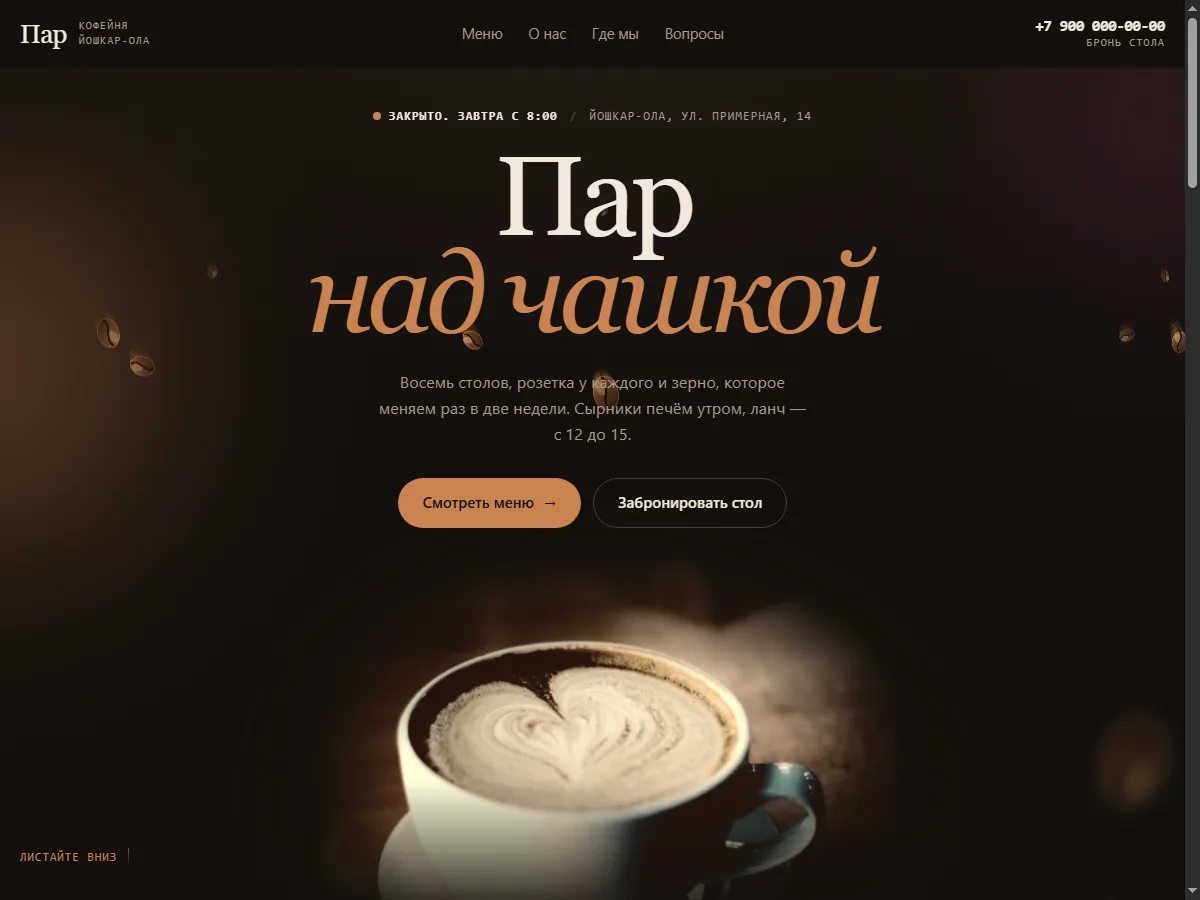 Пар
КОФЕЙНЯ
ЙОШКАР-ОЛА
Меню О нас Где мы Вопросы
+7 900 000-00-00
БРОНЬ СТОЛА
ЗАКРЫТО. ЗАВТРА С 8:00 / ЙОШКАР-ОЛА, УЛ. ПРИМЕРНАЯ, 14
Пар
над чашкой
Восемь столов, розетка у каждого и зерно, которое
меняем раз в две недели. Сырники печём утром, ланч —
с 12 до 15.
Смотреть меню →
Забронировать стол
ЛИСТАЙТЕ ВНИЗ